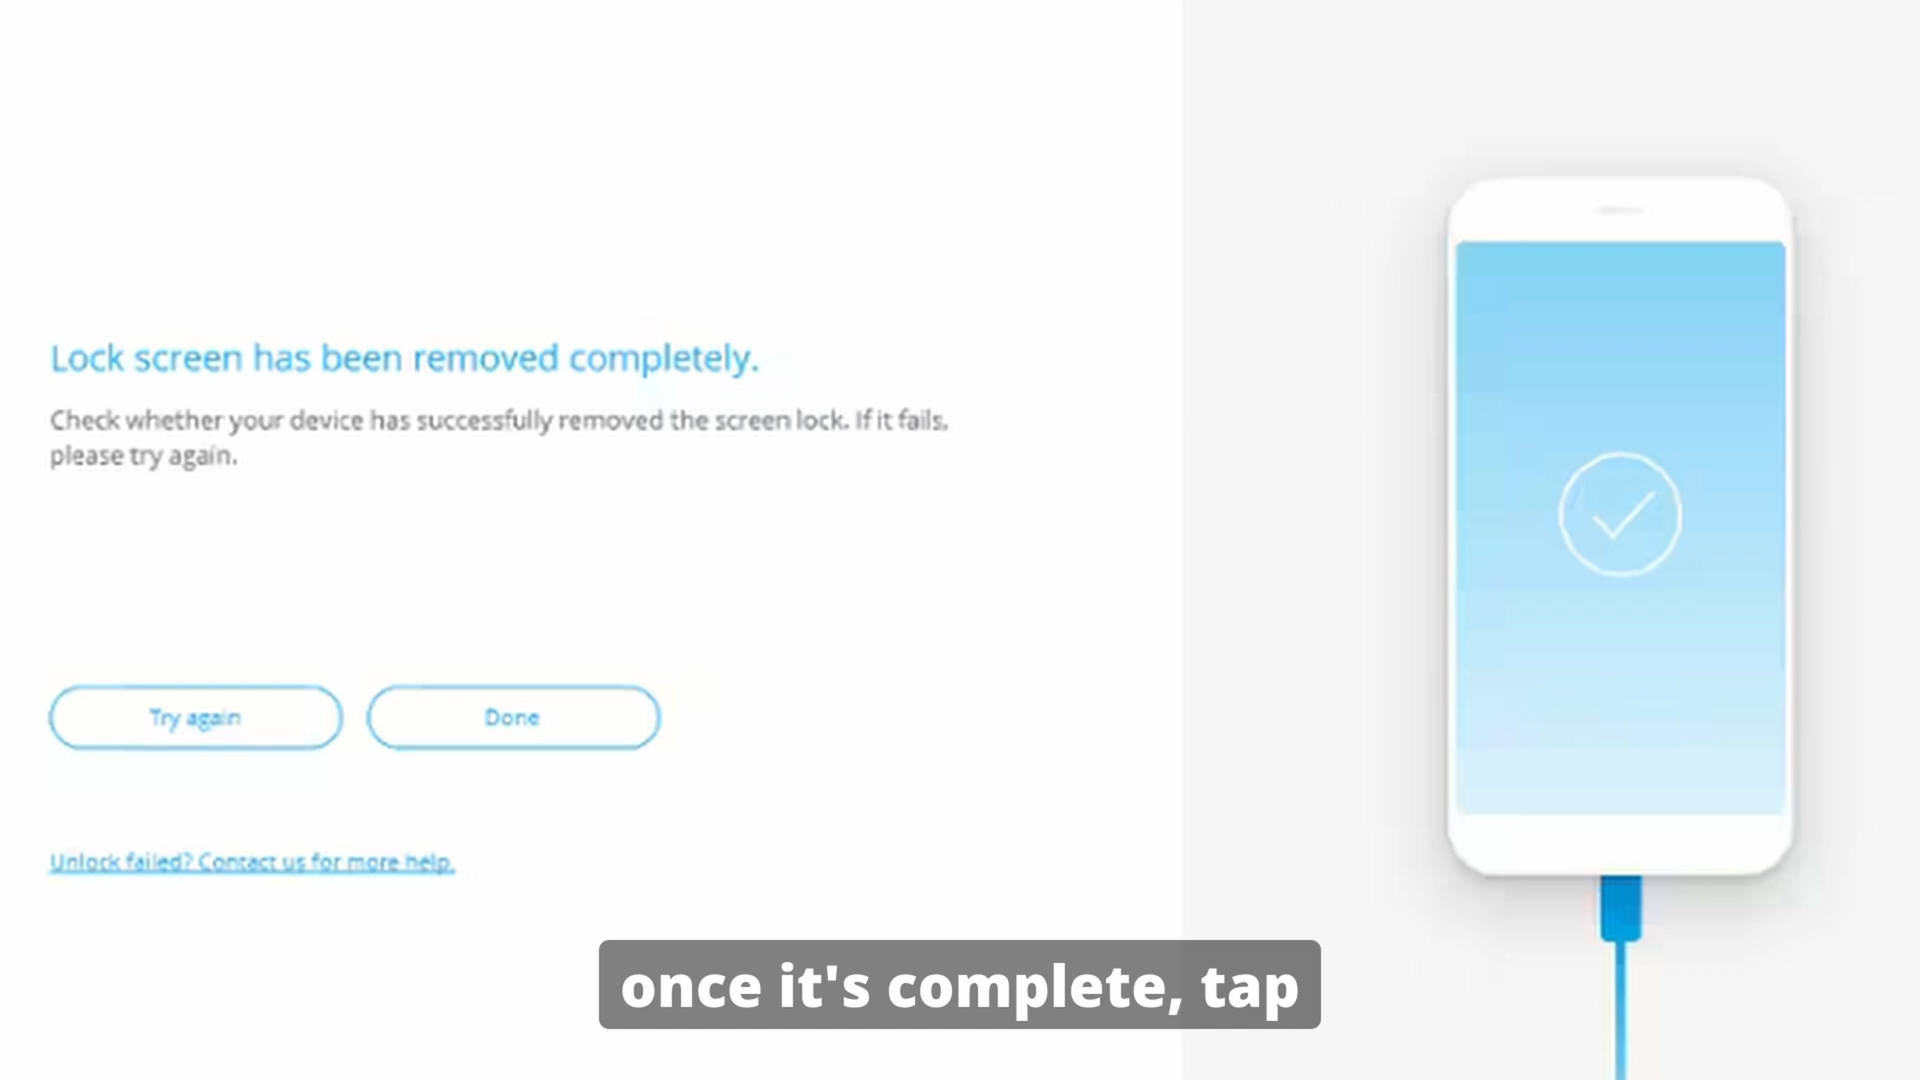 Lock screen has been removed completely.
Check whether your device has successfully removed the screen lock. If it fails,
please try again.
Try again
Done
Unlock failed? Contact us for more help.
once it's complete, tap